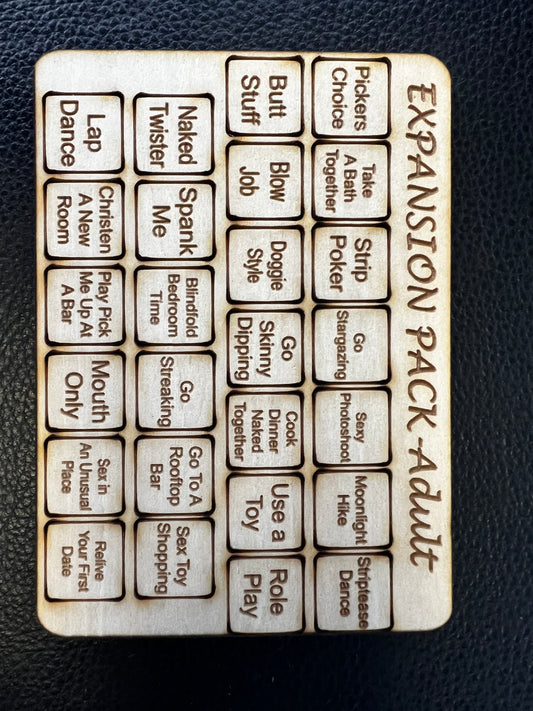 EXPANSION PACK-Adult
Pickers
Choice
Take
A Bath
Together
Strip
Poker
Go
Stargazing
Sexy
Photoshoot
Moonlight
Hike
Striptease
Dance
Butt
Stuff
Blow
Job
Doggie
Style
Go
Skinny
Dipping
Cook
Dinner
Naked
Together
Use a
Toy
Role
Play
Naked
Twister
Spank
Me
Blindfold
Bedroom
Time
Go
Streaking
Go To A
Rooftop
Bar
Sex Toy
Shopping
Lap
Dance
Christen
A New
Room
Play Pick
Me Up At
A Bar
Mouth
Only
Sex in
An Unusual
Place
Relive
Your First
Date